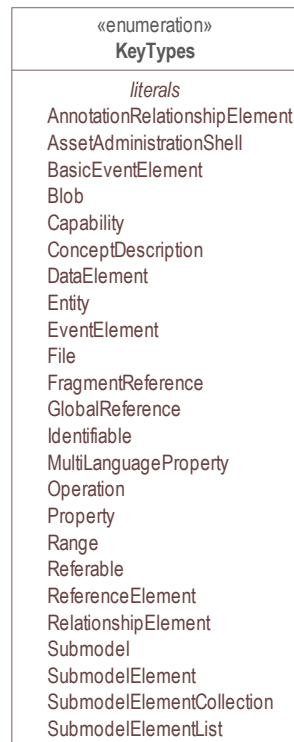 «enumeration»
KeyTypes
literals
AnnotationRelationshipElement
AssetAdministrationShell
BasicEventElement
Blob
Capability
ConceptDescription
DataElement
Entity
EventElement
File
FragmentReference
GlobalReference
Identifiable
MultiLanguageProperty
Operation
Property
Range
Referable
ReferenceElement
RelationshipElement
Submodel
SubmodelElement
SubmodelElementCollection
SubmodelElementList